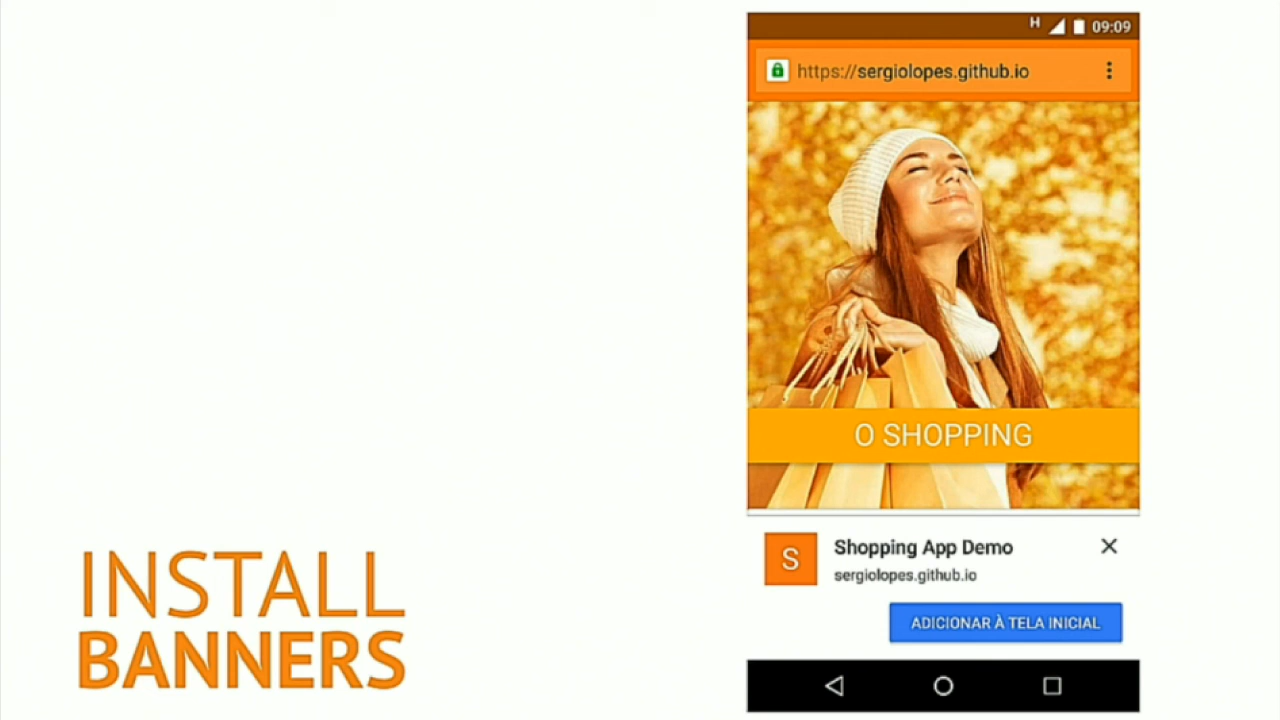 INSTALL
BANNERS
H 09:09
https://sergiolopes.github.io
O SHOPPING
S
Shopping App Demo
sergiolopes.github.io
ADICIONAR À TELA INICIAL